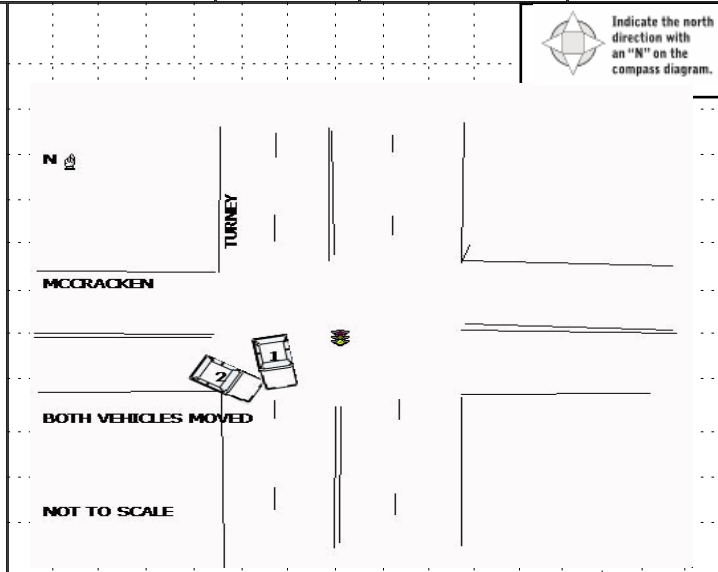 Indicate the north
direction with
an "N" on the
compass diagram.
N
TURNEY
MCCRACKEN
1
2
BOTH VEHICLES MOVED
NOT TO SCALE